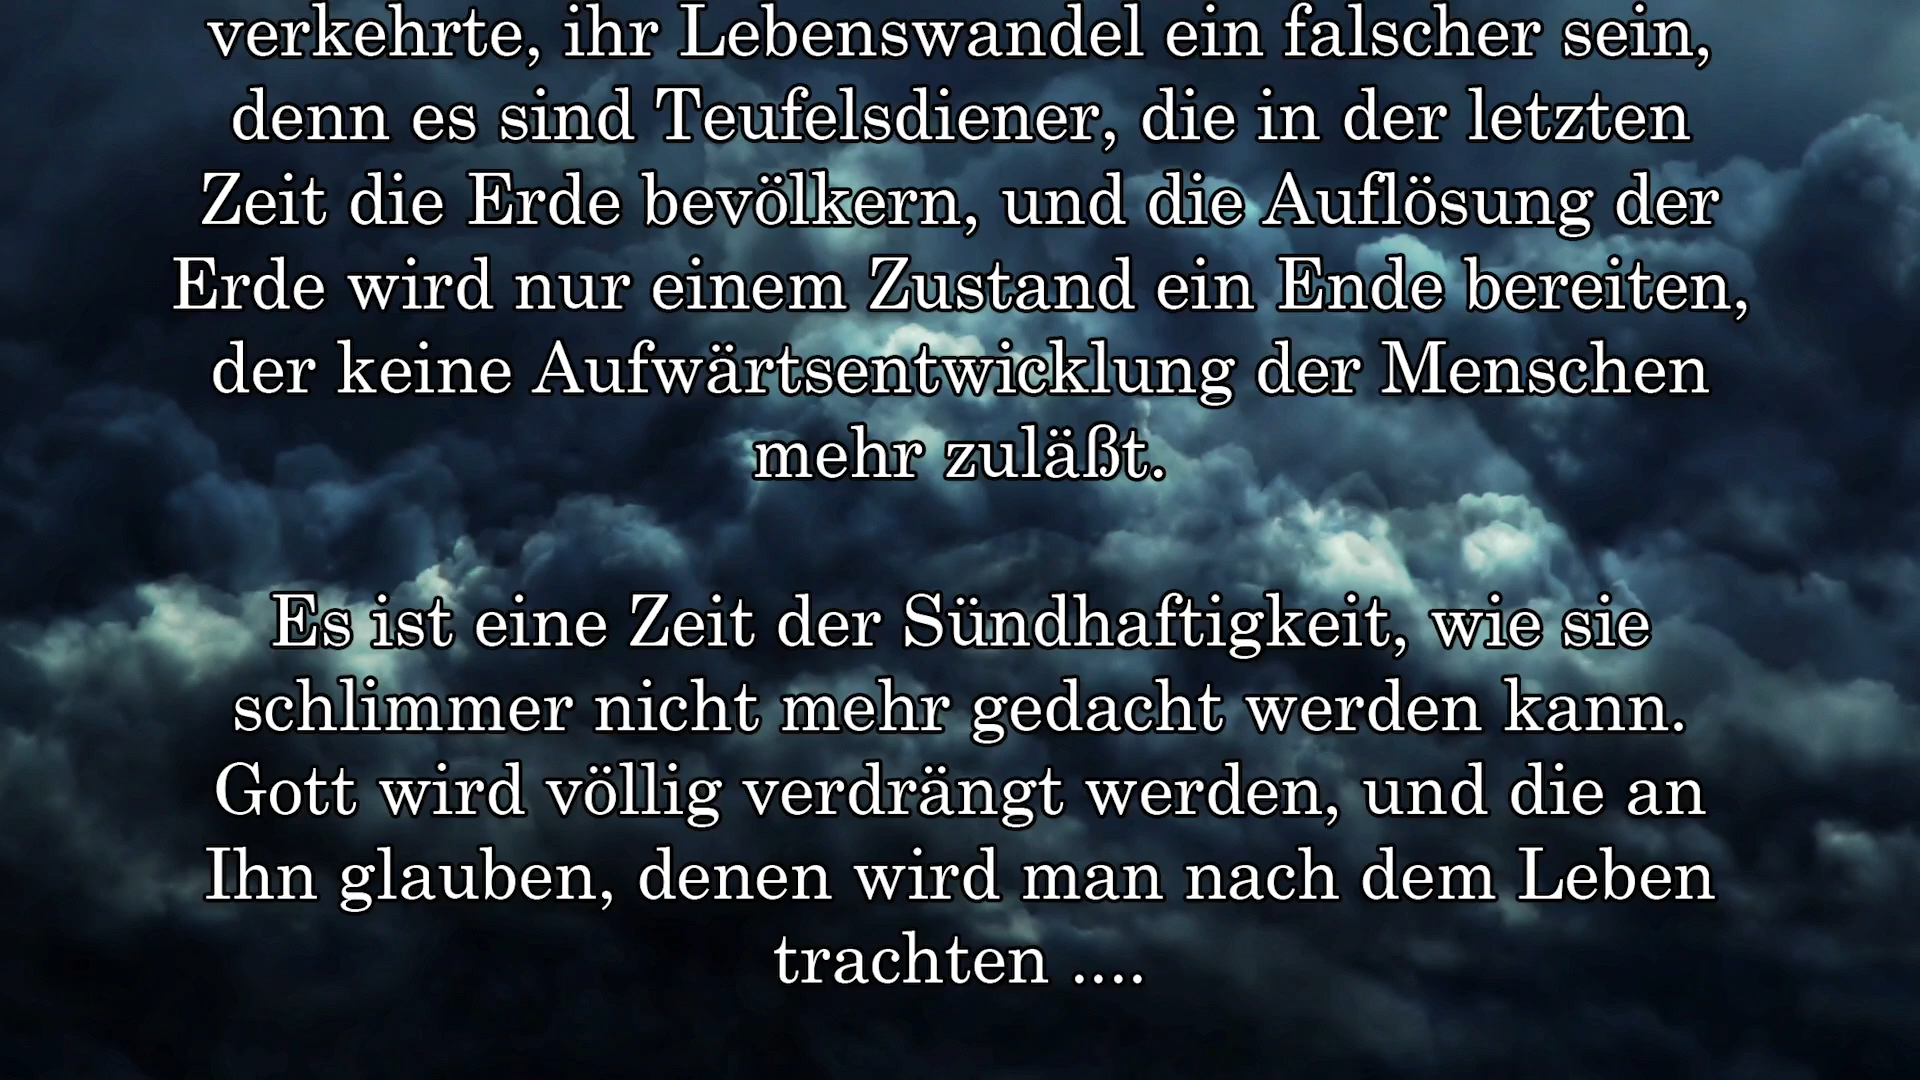 verkehrte, ihr Lebenswandel ein falscher sein,
denn es sind Teufelsdiener, die in der letzten
Zeit die Erde bevölkern, und die Auflösung der
Erde wird nur einem Zustand ein Ende bereiten,
der keine Aufwärtsentwicklung der Menschen
mehr zuläßt.
Es ist eine Zeit der Sündhaftigkeit, wie sie
schlimmer nicht mehr gedacht werden kann.
Gott wird völlig verdrängt werden, und die an
Ihn glauben, denen wird man nach dem Leben
trachten ....